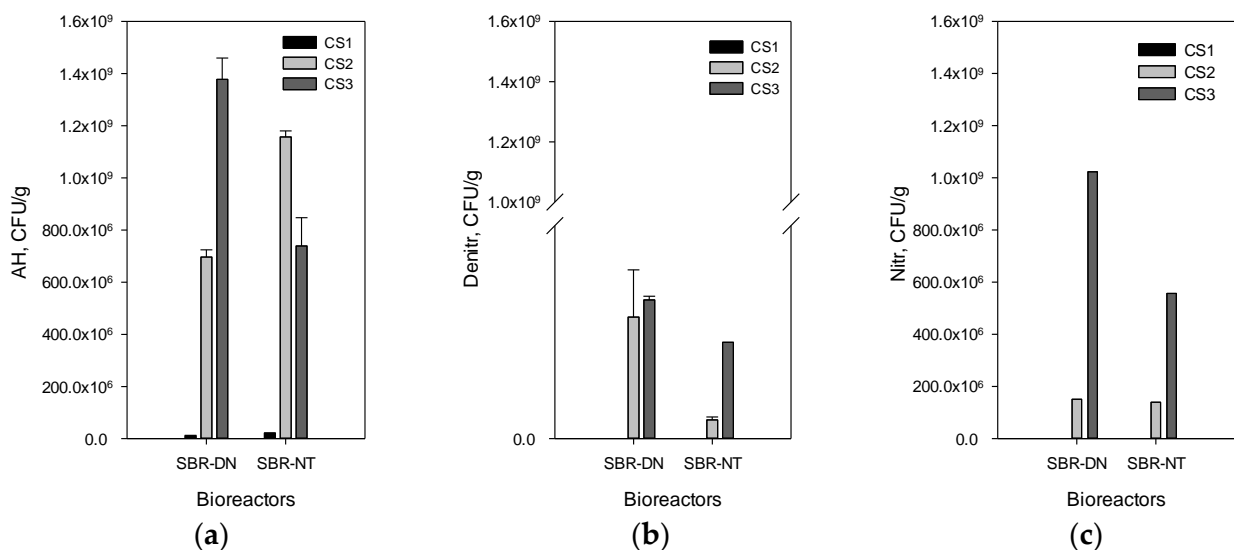 1.6x10⁹
1.4x10⁹
1.2x10⁹
1.0x10⁹
800.0x10⁶
600.0x10⁶
400.0x10⁶
200.0x10⁶
0.0
AH, CFU/g
CS1
CS2
CS3
SBR-DN SBR-NT
Bioreactors
(a)
1.6x10⁹
1.4x10⁹
1.2x10⁹
1.0x10⁹
0.0
Denitr, CFU/g
CS1
CS2
CS3
SBR-DN SBR-NT
Bioreactors
(b)
1.6x10⁹
1.4x10⁹
1.2x10⁹
1.0x10⁹
800.0x10⁶
600.0x10⁶
400.0x10⁶
200.0x10⁶
0.0
Nitr, CFU/g
CS1
CS2
CS3
SBR-DN SBR-NT
Bioreactors
(c)